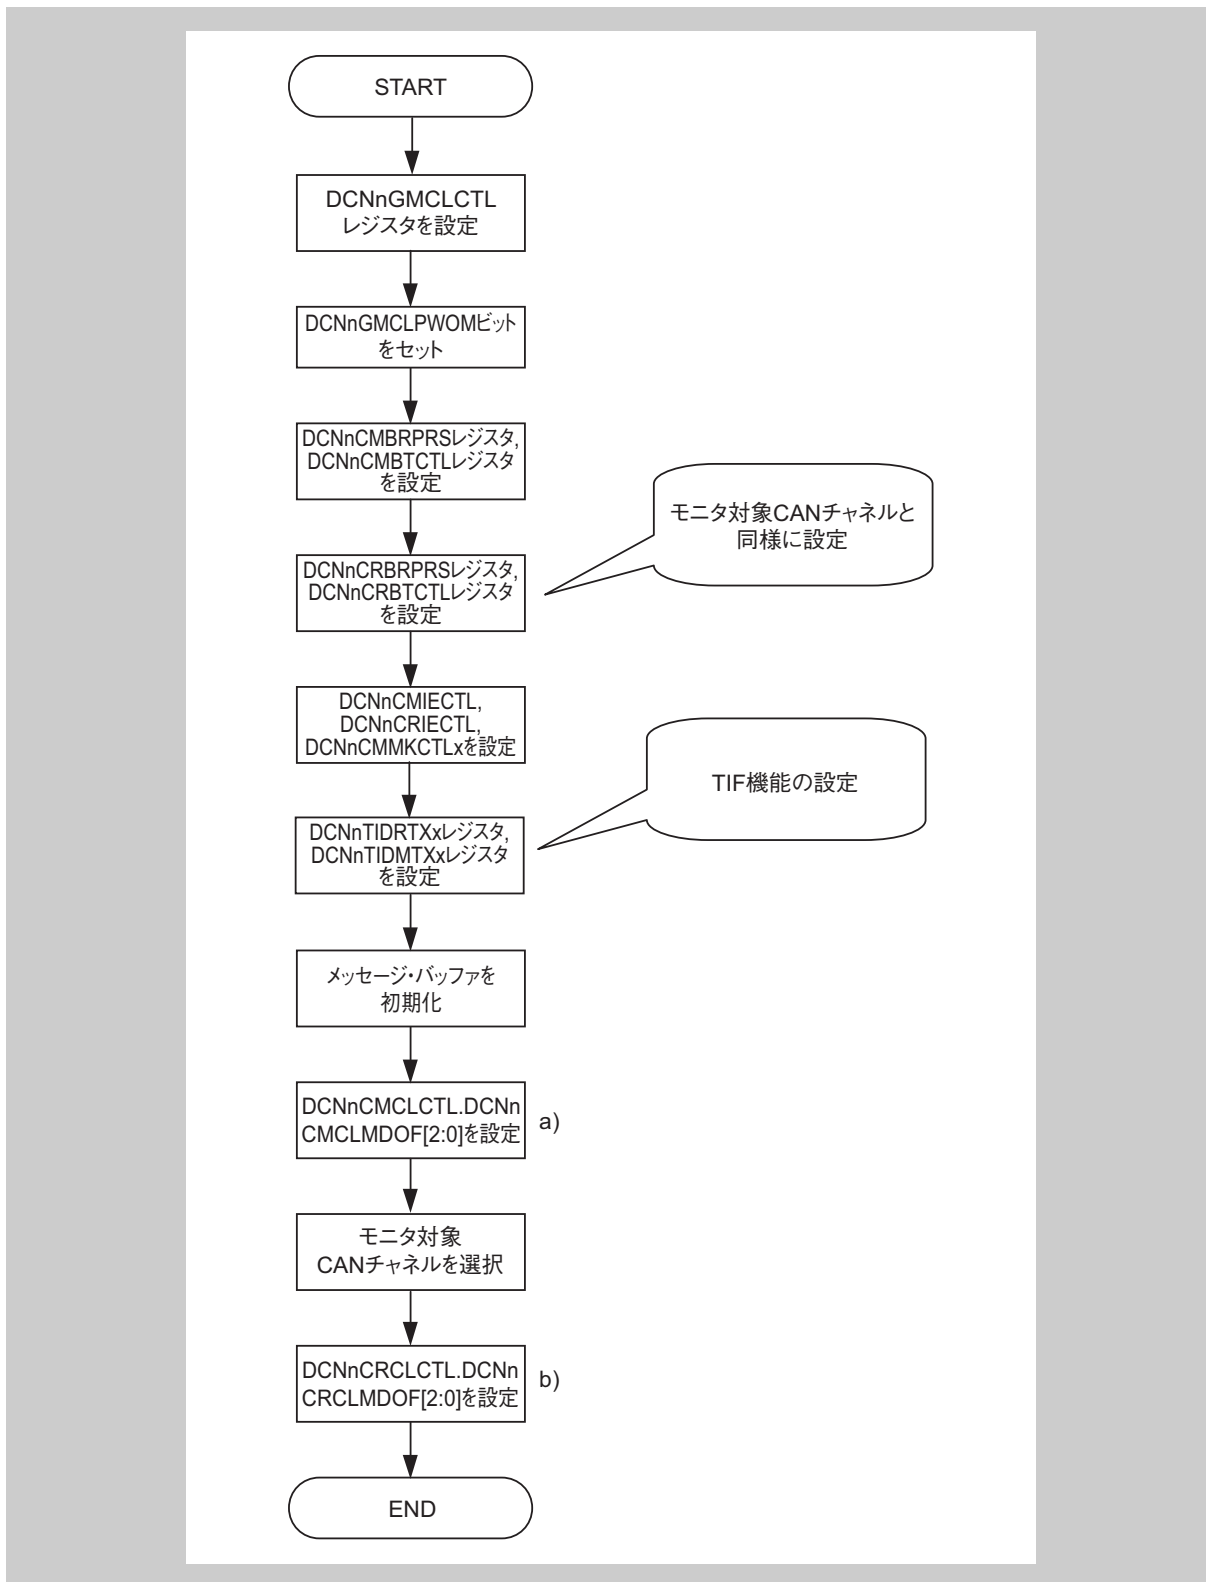 START
DCNnGMCLCTL
レジスタを設定
DCNnGMCLPWOMビット
をセット
DCNnCMBRPRSレジスタ,
DCNnCMBTCTLレジスタ
を設定
モニタ対象CANチャネルと
同様に設定
DCNnCRBRPRSレジスタ,
DCNnCRBTCTLレジスタ
を設定
DCNnCMIECTL,
DCNnCRIECTL,
DCNnCMMKCTLxを設定
TIF機能の設定
DCNnTIDRTXxレジスタ,
DCNnTIDMTXxレジスタ
を設定
メッセージ・バッファを
初期化
DCNnCMCLCTL.DCNn
CMCLMDOF[2:0]を設定
a)
モニタ対象
CANチャネルを選択
DCNnCRCLCTL.DCNn
CRCLMDOF[2:0]を設定
b)
END